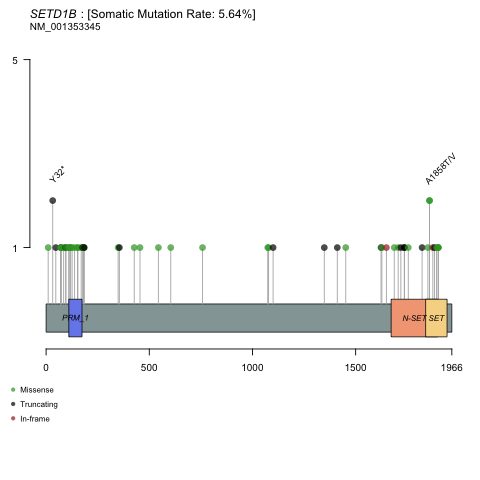 SETD1B : [Somatic Mutation Rate: 5.64%]
NM_001353345
5
Y32*
A1858T/V
1
PRM_1
N-SET
SET
0
500
1000
1500
1966
Missense
Truncating
In-frame